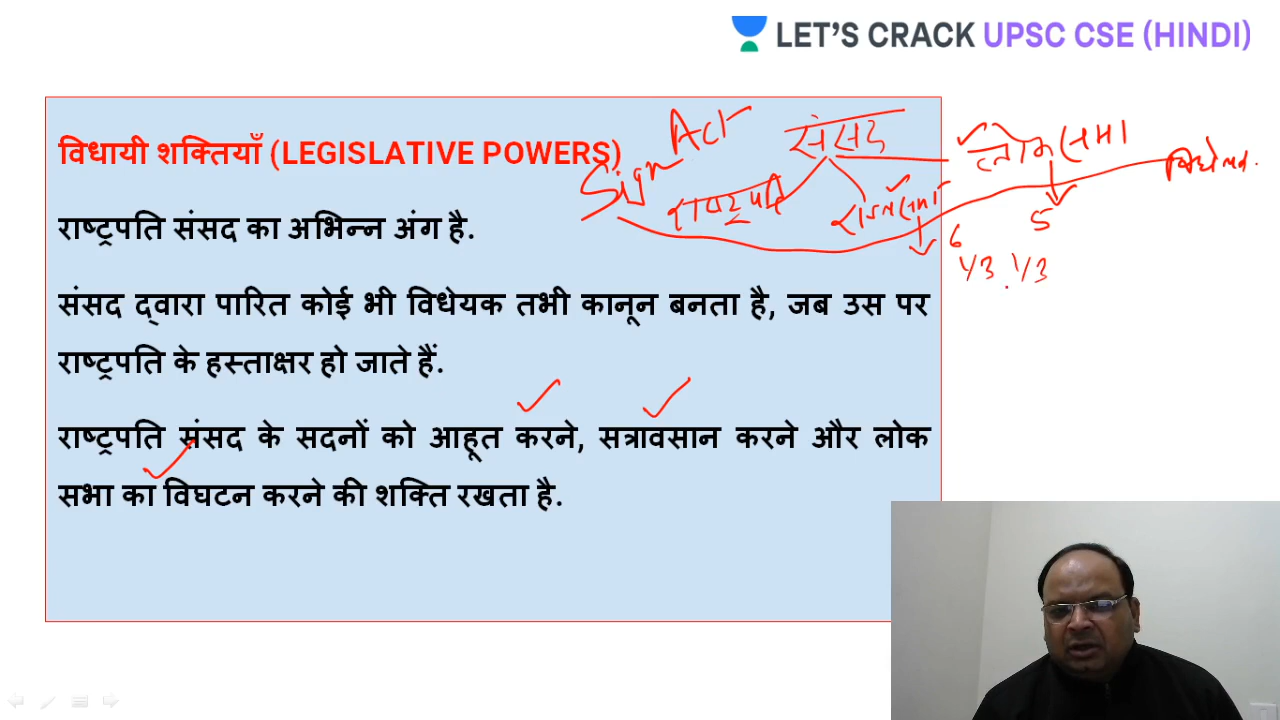 LET'S CRACK UPSC CSE (HINDI)
विधायी शक्तियाँ (LEGISLATIVE POWERS)
Act
Sign
संसद
लोकसभा
विधेयक
राष्ट्रपति
राज्यसभा
6
5
1/3
1/3
राष्ट्रपति संसद का अभिन्न अंग है.
संसद द्वारा पारित कोई भी विधेयक तभी कानून बनता है, जब उस पर
राष्ट्रपति के हस्ताक्षर हो जाते हैं.
राष्ट्रपति संसद के सदनों को आहूत करने, सत्रावसान करने और लोक
सभा का विघटन करने की शक्ति रखता है.